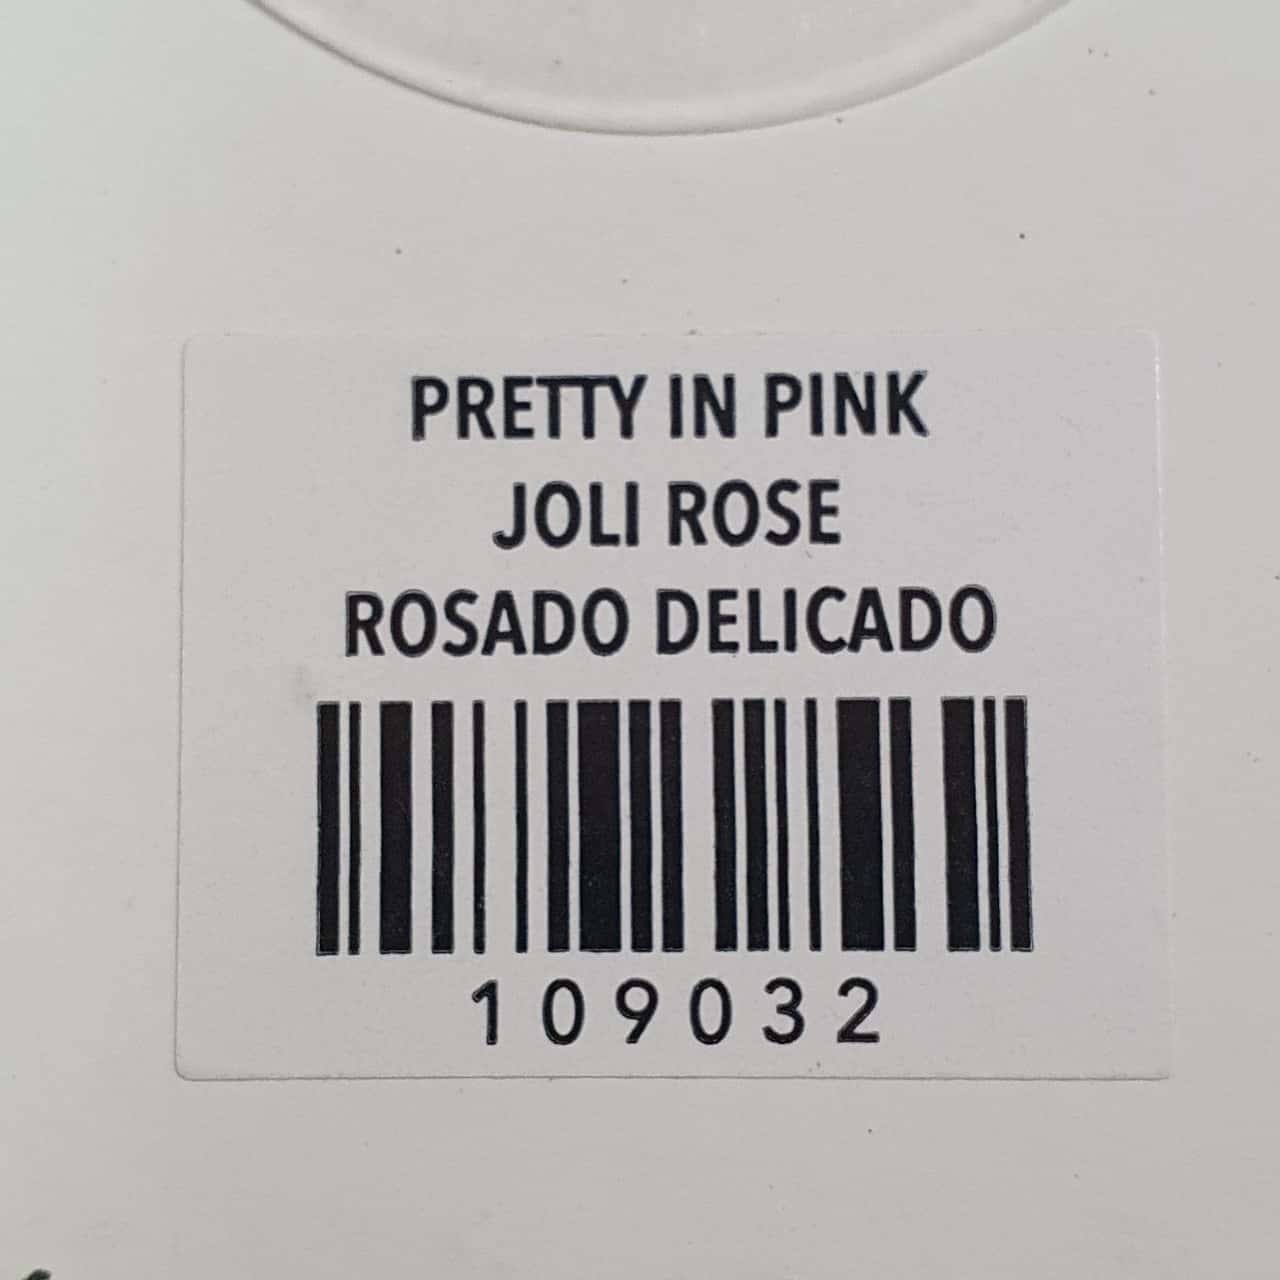 PRETTY IN PINK
JOLI ROSE
ROSADO DELICADO
109032